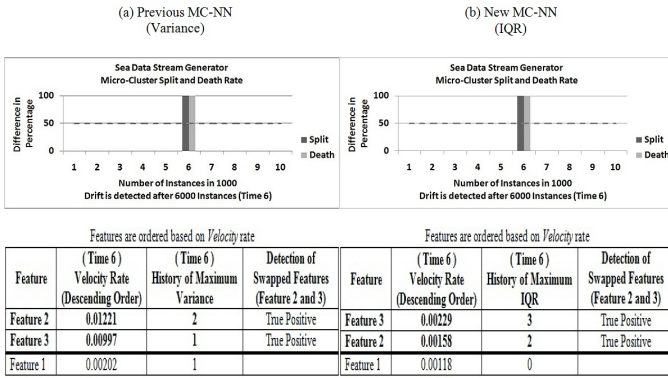 (a) Previous MC-NN
(Variance)
Sea Data Stream Generator
Micro-Cluster Split and Death Rate
Difference in
Percentage
100
50
0
1 2 3 4 5 6 7 8 9 10
Split
Death
Number of Instances in 1000
Drift is detected after 6000 Instances (Time 6)
Features are ordered based on Velocity rate
Feature | ( Time 6 ) Velocity Rate (Descending Order) | ( Time 6 ) History of Maximum Variance | Detection of Swapped Features (Feature 2 and 3)
Feature 2 0.01221 2 True Positive
Feature 3 0.00997 1 True Positive
Feature 1 0.00202 1
(b) New MC-NN
(IQR)
Sea Data Stream Generator
Micro-Cluster Split and Death Rate
Difference in
Percentage
100
50
0
1 2 3 4 5 6 7 8 9 10
Split
Death
Number of Instances in 1000
Drift is detected after 6000 Instances (Time 6)
Features are ordered based on Velocity rate
Feature | ( Time 6 ) Velocity Rate (Descending Order) | ( Time 6 ) History of Maximum IQR | Detection of Swapped Features (Feature 2 and 3)
Feature 3 0.00229 3 True Positive
Feature 2 0.00158 2 True Positive
Feature 1 0.00118 0